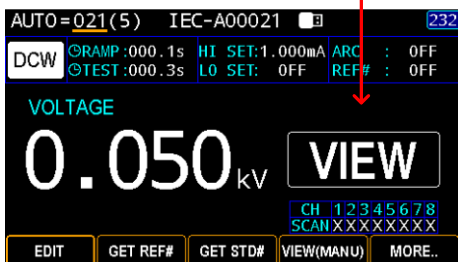 AUTO=021(5) IEC-A00021 232
DCW RAMP:000.1s HI SET:1.000mA ARC : OFF
TEST:000.3s LO SET: OFF REF# : OFF
VOLTAGE
0.050kV VIEW
CH 12345678
SCAN XXXXXXXX
EDIT GET REF# GET STD# VIEW(MANU) MORE..